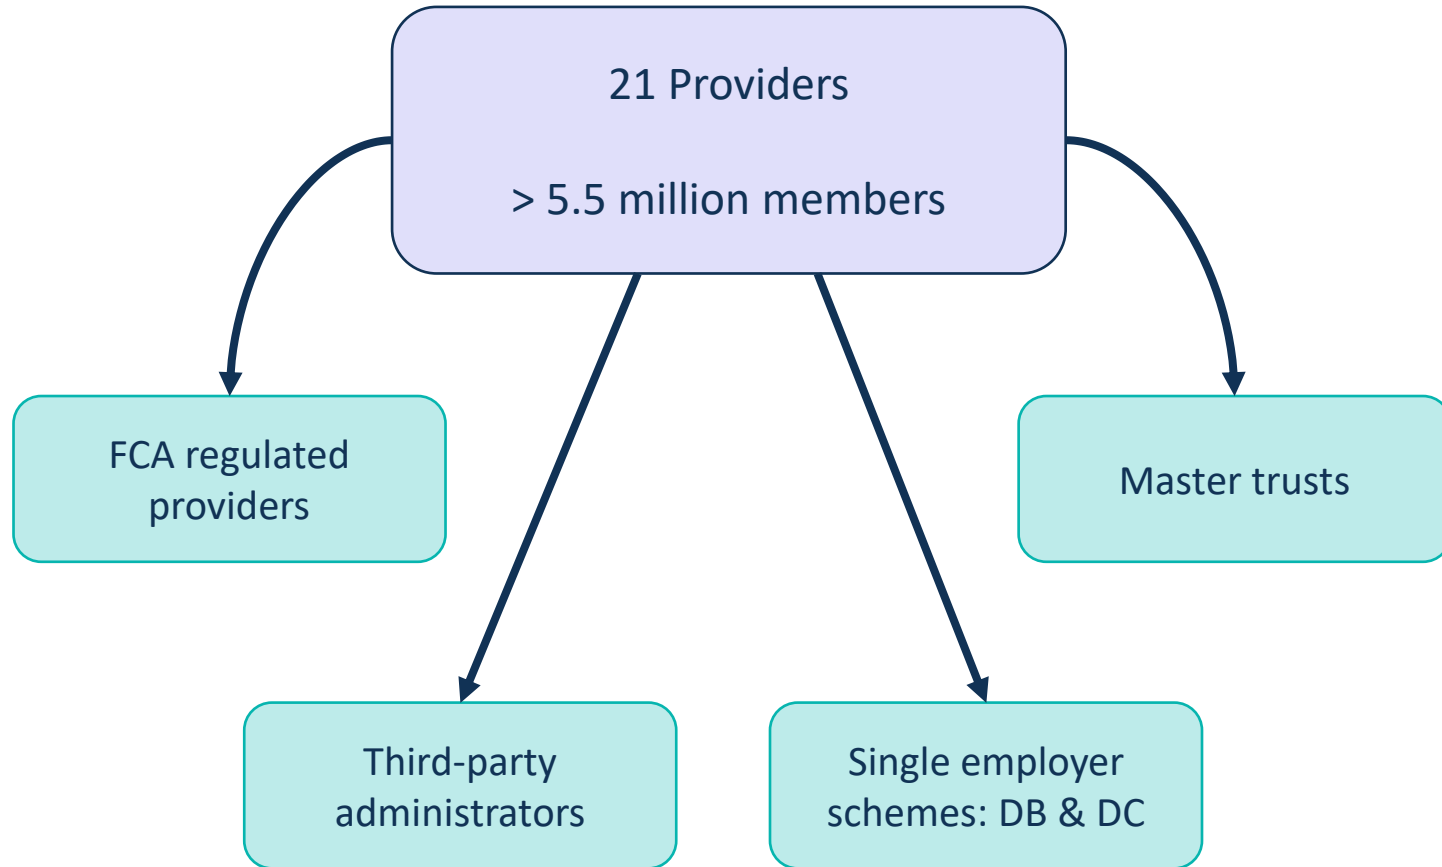 21 Providers
> 5.5 million members
FCA regulated
providers
Master trusts
Third-party
administrators
Single employer
schemes: DB & DC